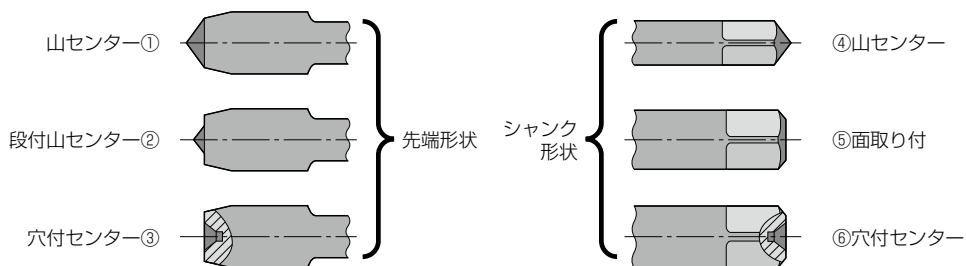 山センター①
段付山センター②
穴付センター③
先端形状
シャンク
形状
④山センター
⑤面取り付
⑥穴付センター